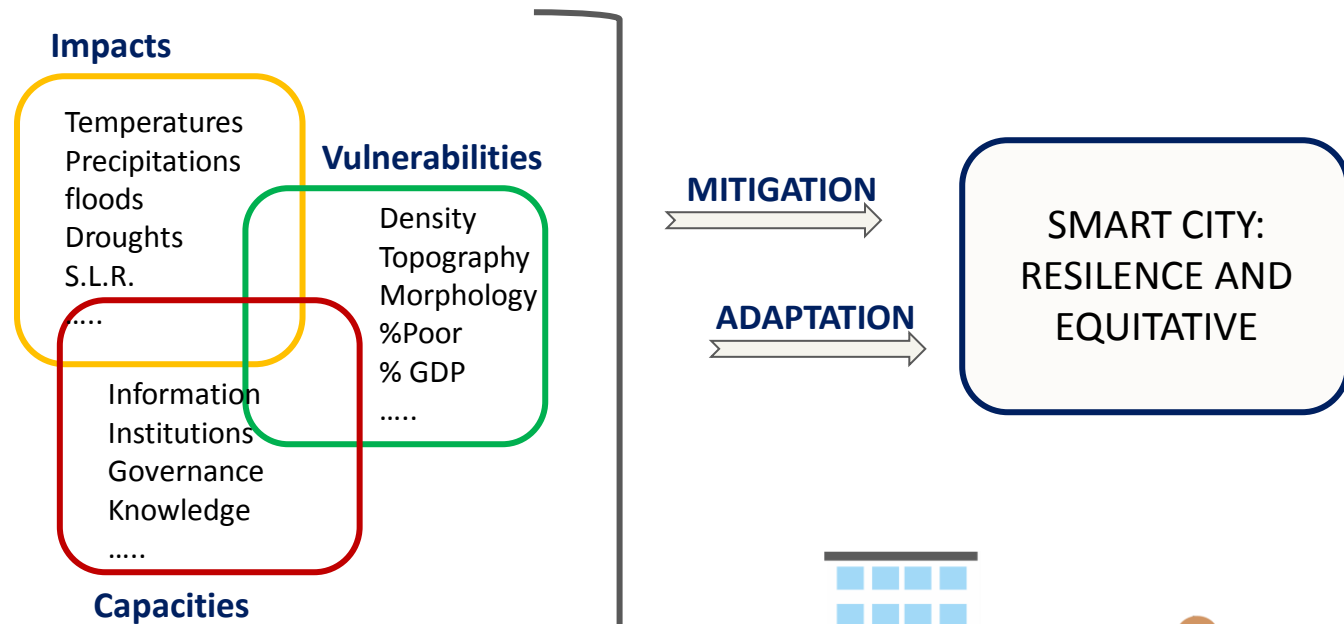 Impacts
Temperatures
Precipitations
floods
Droughts
S.L.R.
…..
Vulnerabilities
Density
Topography
Morphology
%Poor
% GDP
…..
Information
Institutions
Governance
Knowledge
…..
Capacities
MITIGATION
ADAPTATION
SMART CITY:
RESILENCE AND
EQUITATIVE